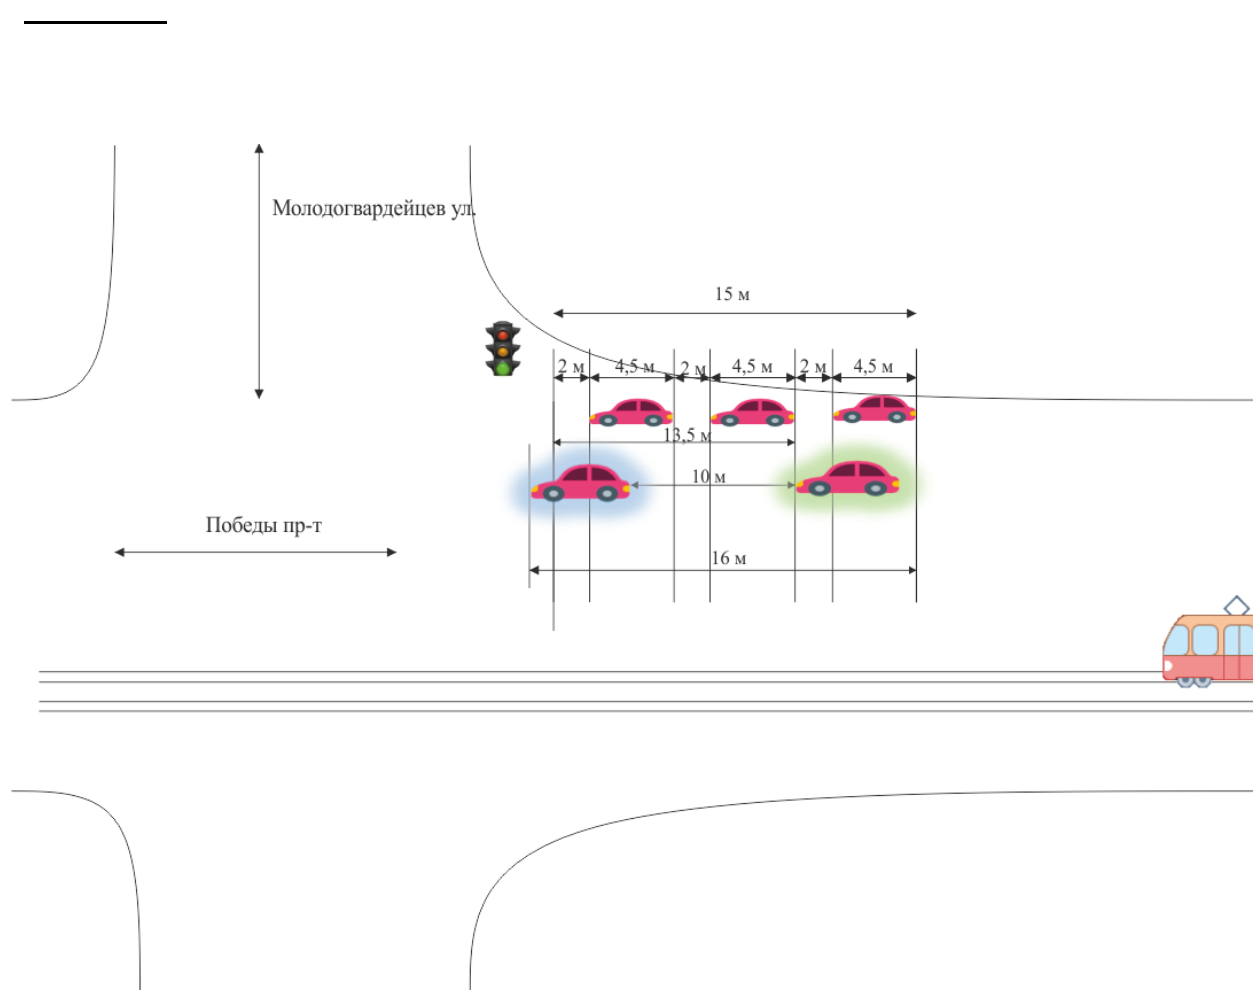 Молодогвардейцев ул.
15 м
2 м 4,5 м 2 м 4,5 м 2 м 4,5 м
13,5 м
10 м
Победы пр-т
16 м